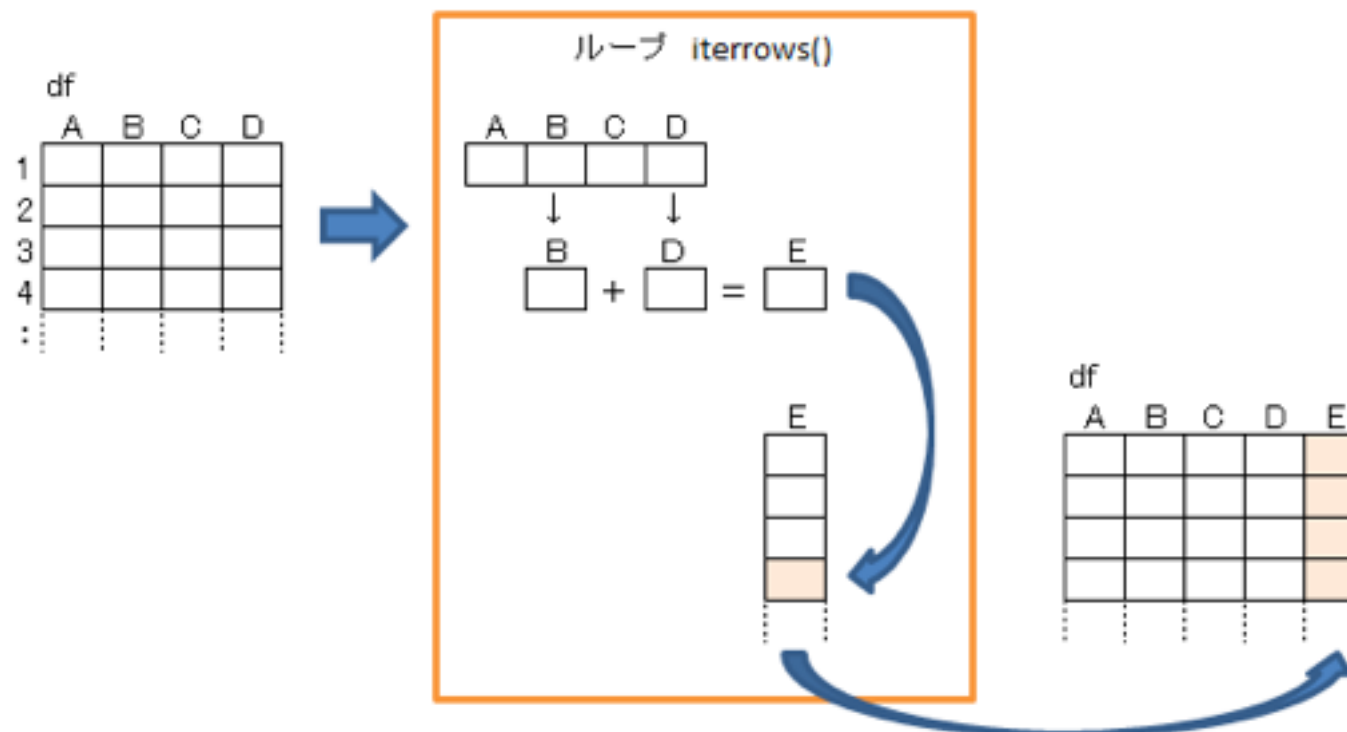 df
A B C D
1
2
3
4
:
ループ iterrows()
A B C D
↓ ↓
B D E
+ =
E
df
A B C D E